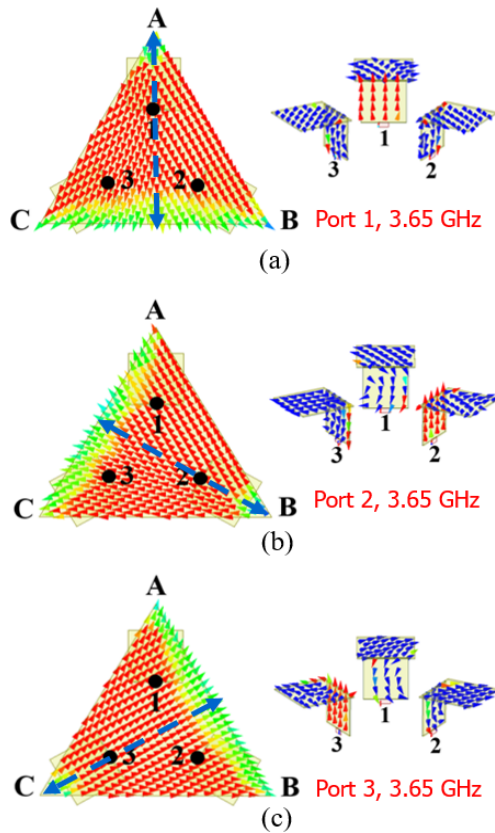 A
1
3 2
C B
1
3 2
Port 1, 3.65 GHz
(a)
A
1
3 2
C B
1
3 2
Port 2, 3.65 GHz
(b)
A
1
3 2
C B
1
3 2
Port 3, 3.65 GHz
(c)